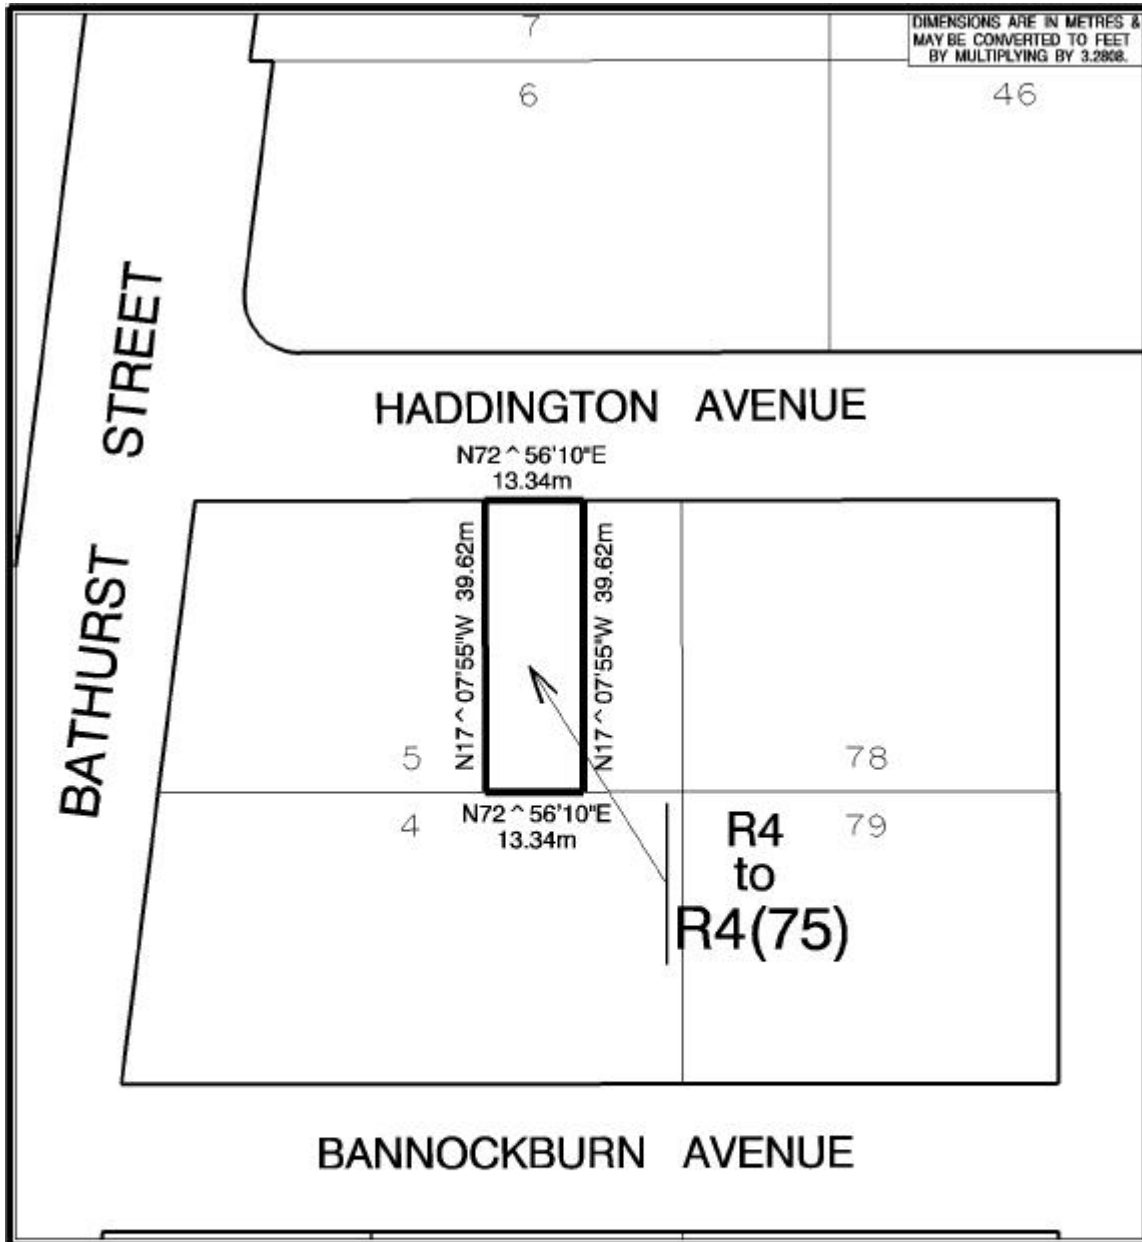 DIMENSIONS ARE IN METRES &
MAY BE CONVERTED TO FEET
BY MULTIPLYING BY 3.2808.
7
6
46
BATHURST STREET
HADDINGTON AVENUE
N72^56'10"E
13.34m
N17^07'55"W 39.62m
N17^07'55"W 39.62m
5
78
4
N72^56'10"E
13.34m
79
R4
to
R4(75)
BANNOCKBURN AVENUE